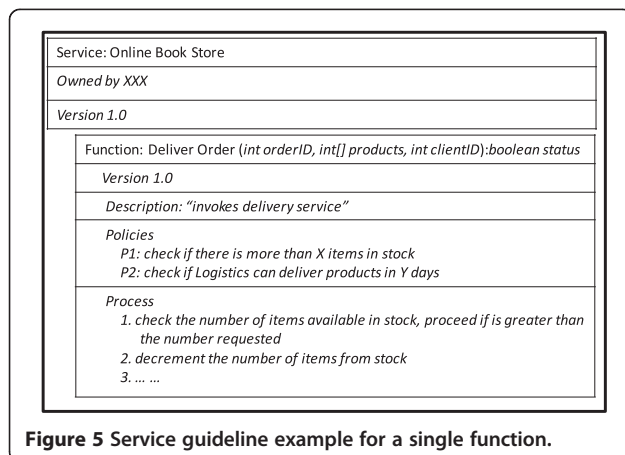 Service: Online Book Store
Owned by XXX
Version 1.0
Function: Deliver Order (int orderID, int[] products, int clientID):boolean status
Version 1.0
Description: “invokes delivery service”
Policies
P1: check if there is more than X items in stock
P2: check if Logistics can deliver products in Y days
Process
1. check the number of items available in stock, proceed if is greater than
the number requested
2. decrement the number of items from stock
3. ... ...
Figure 5 Service guideline example for a single function.